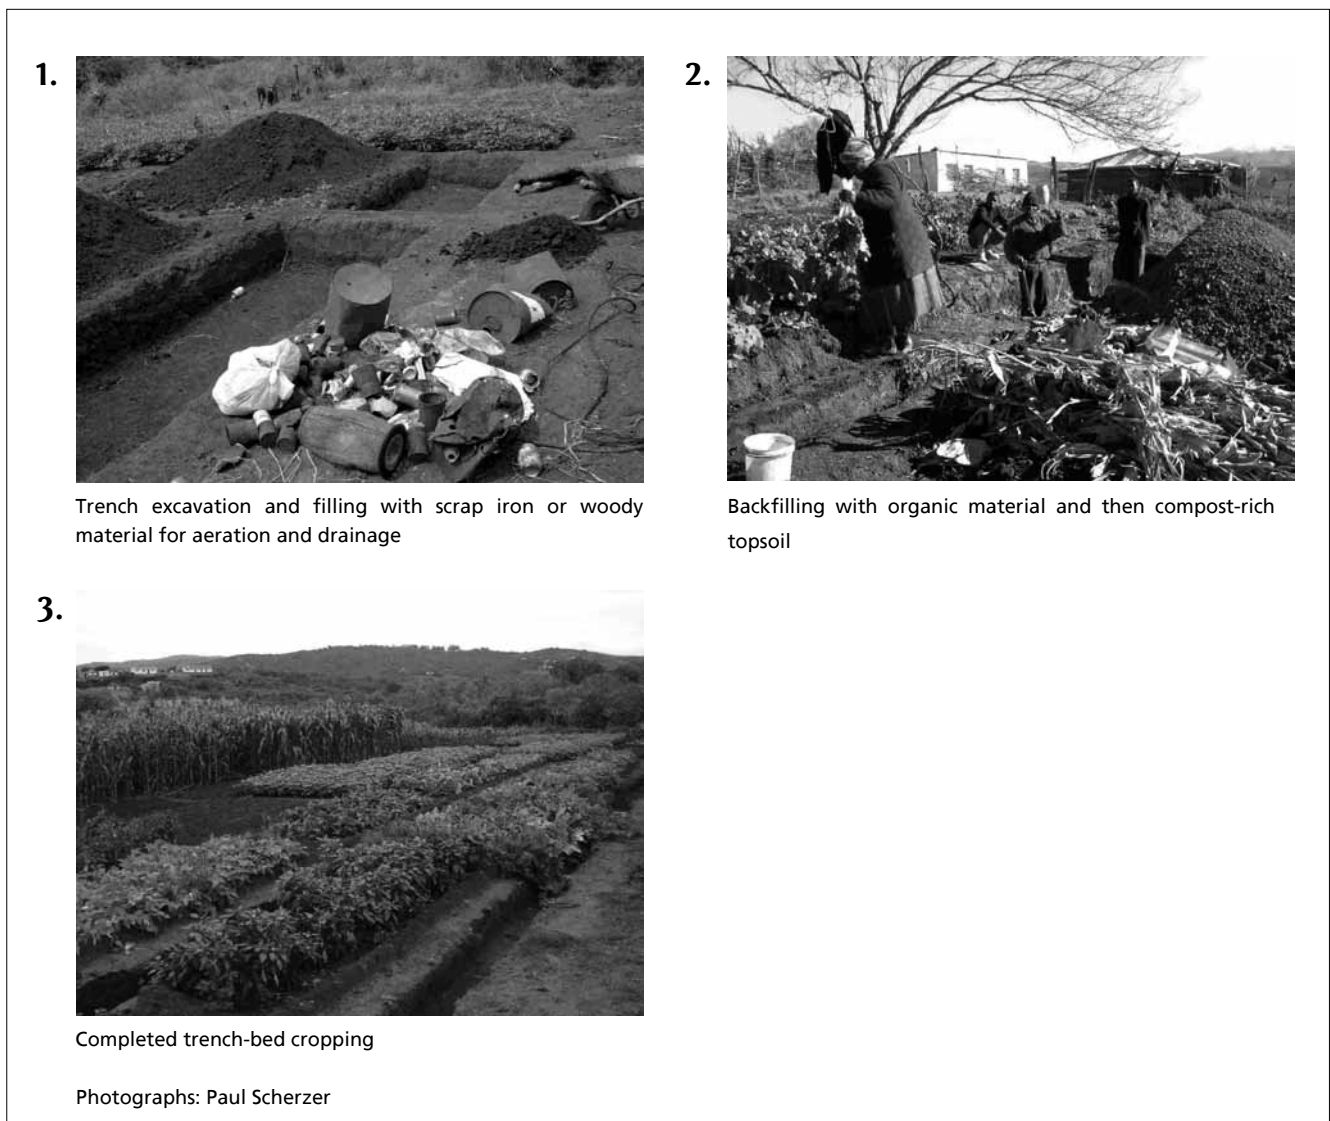 1.
Trench excavation and filling with scrap iron or woody
material for aeration and drainage
2.
Backfilling with organic material and then compost-rich
topsoil
3.
Completed trench-bed cropping
Photographs: Paul Scherzer